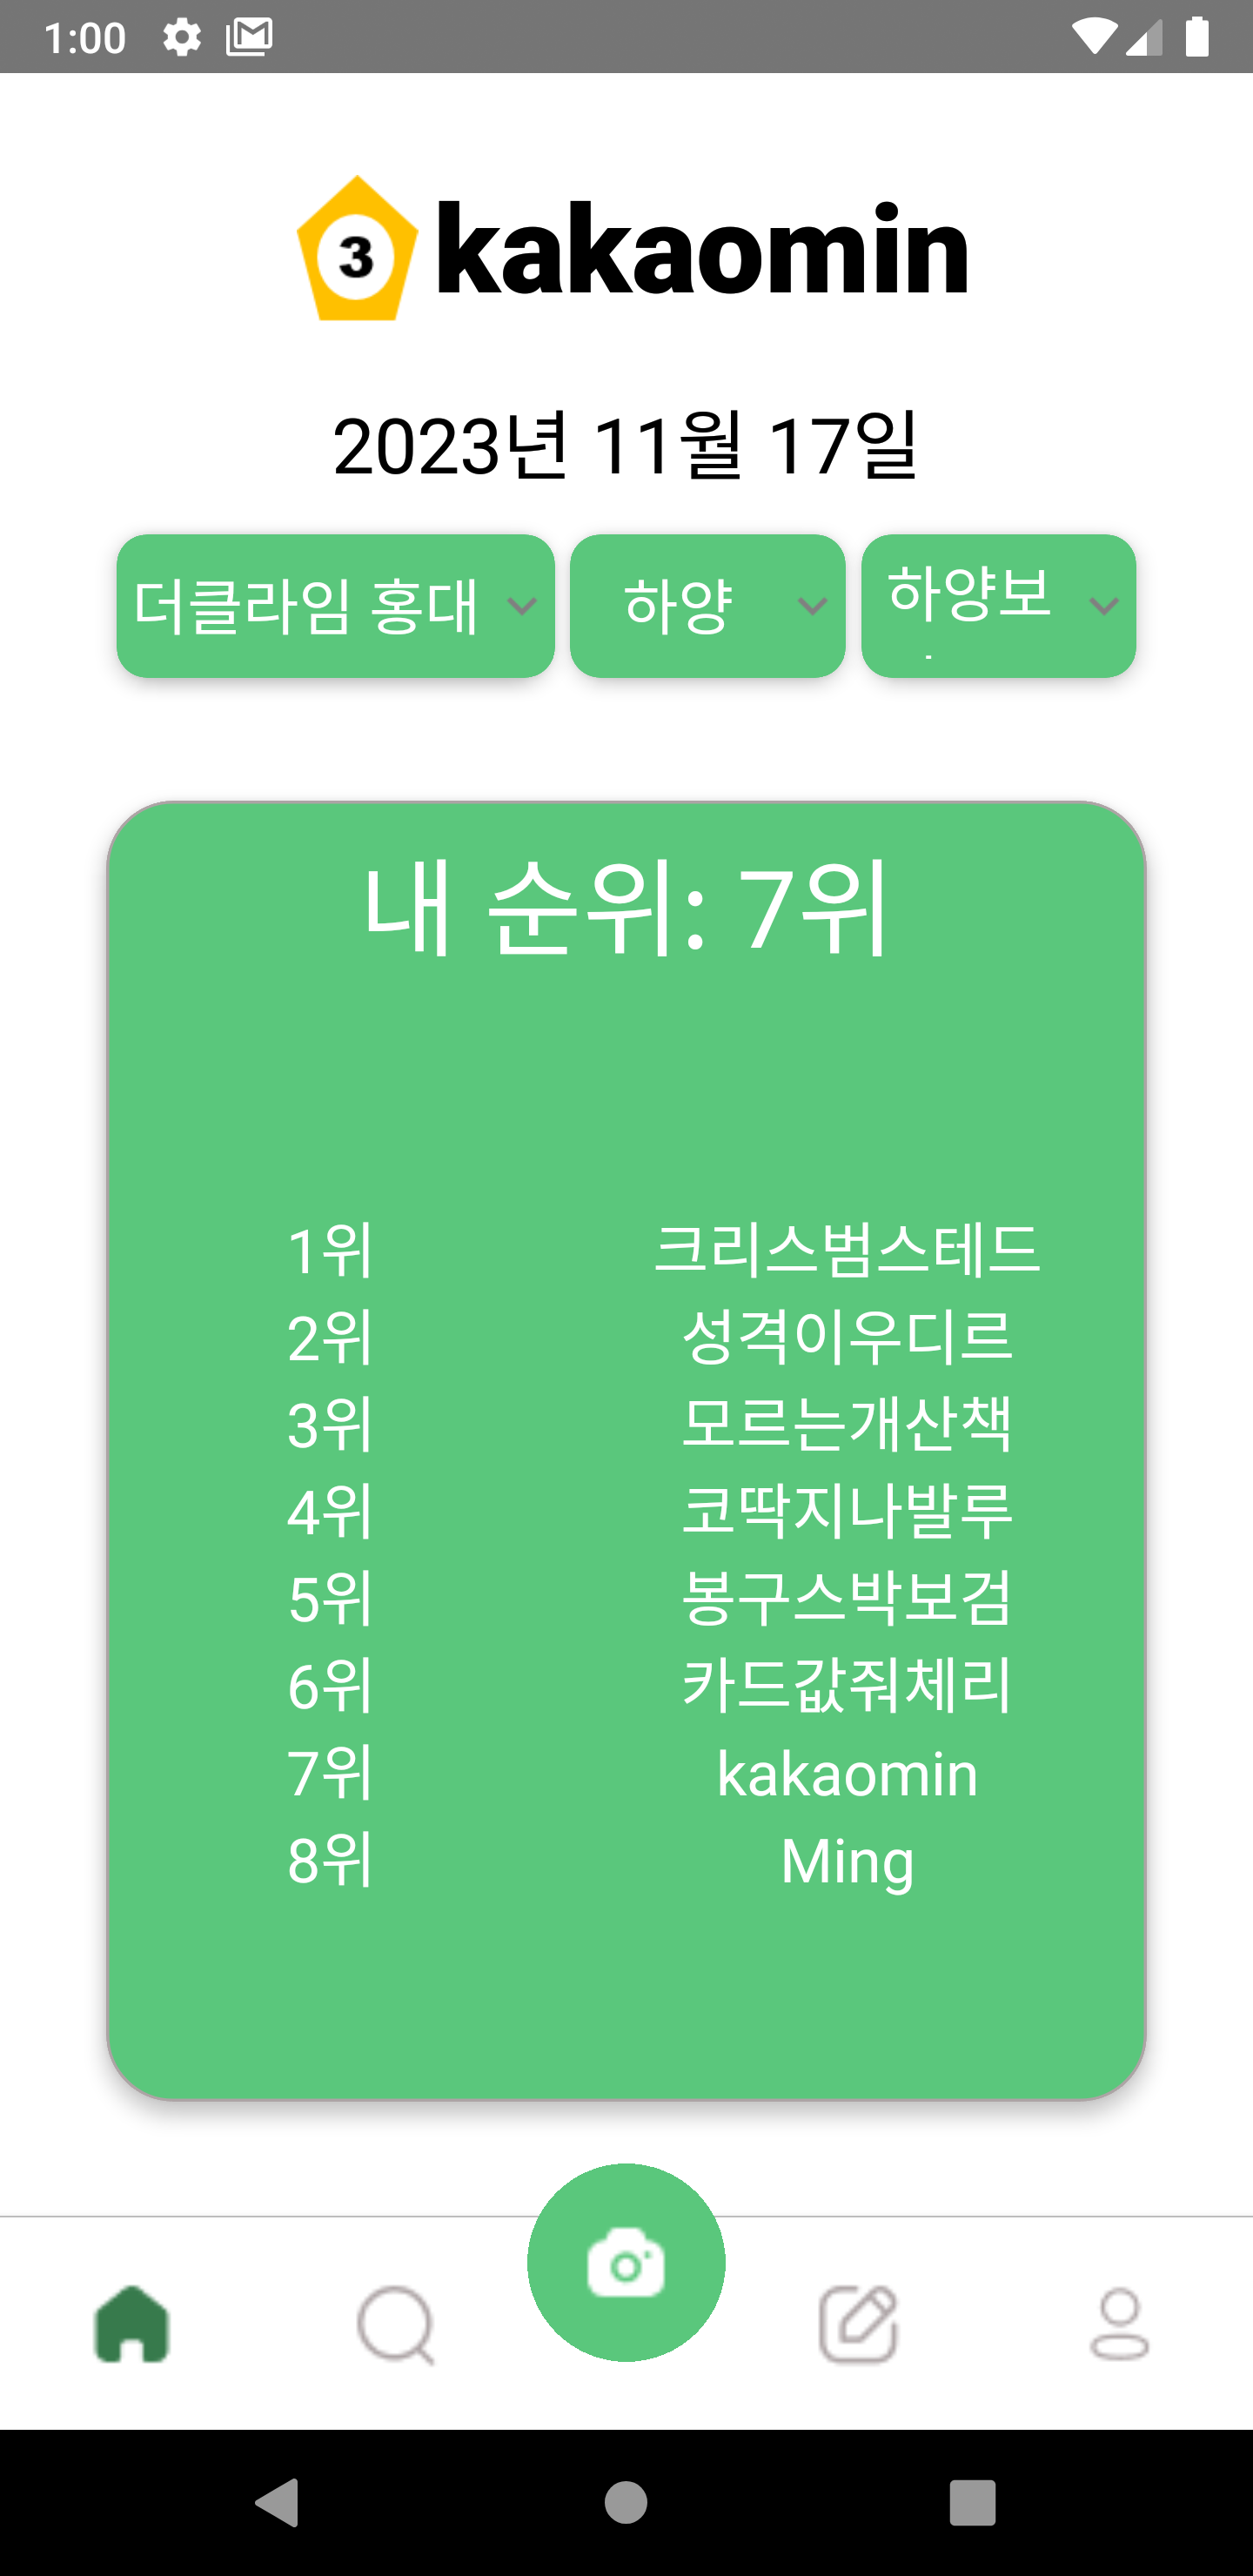 1:00
3 kakaomin
2023년 11월 17일
더클라임 홍대 하양 하양보
내 순위: 7위
1위 크리스범스테드
2위 성격이우디르
3위 모르는개산책
4위 코딱지나발루
5위 봉구스박보검
6위 카드값줘체리
7위 kakaomin
8위 Ming